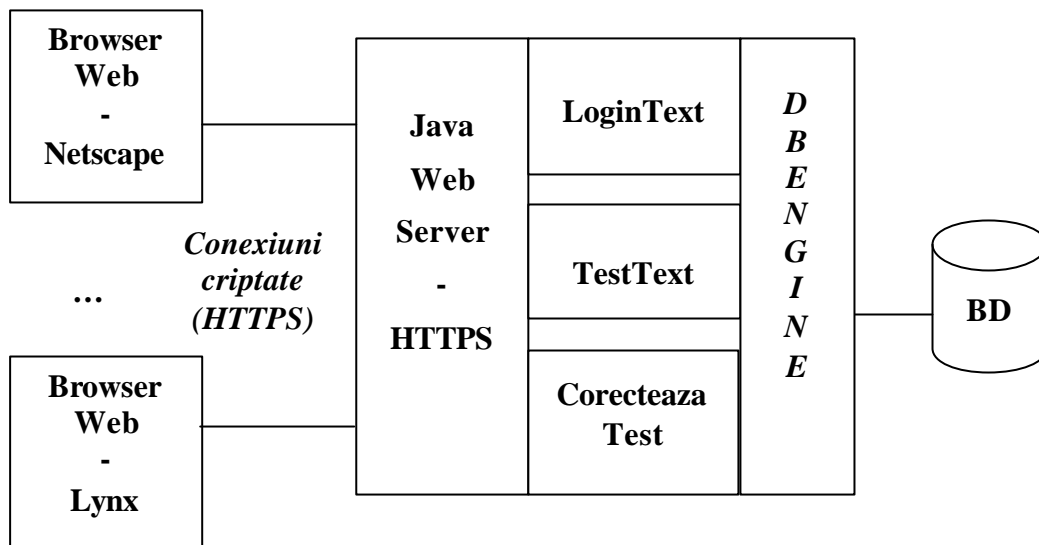 Browser
Web
-
Netscape
Conexiuni
criptate
(HTTPS)
...
Browser
Web
-
Lynx
Java
Web
Server
-
HTTPS
LoginText
TestText
Corecteaza
Test
D
B
E
N
G
I
N
E
BD